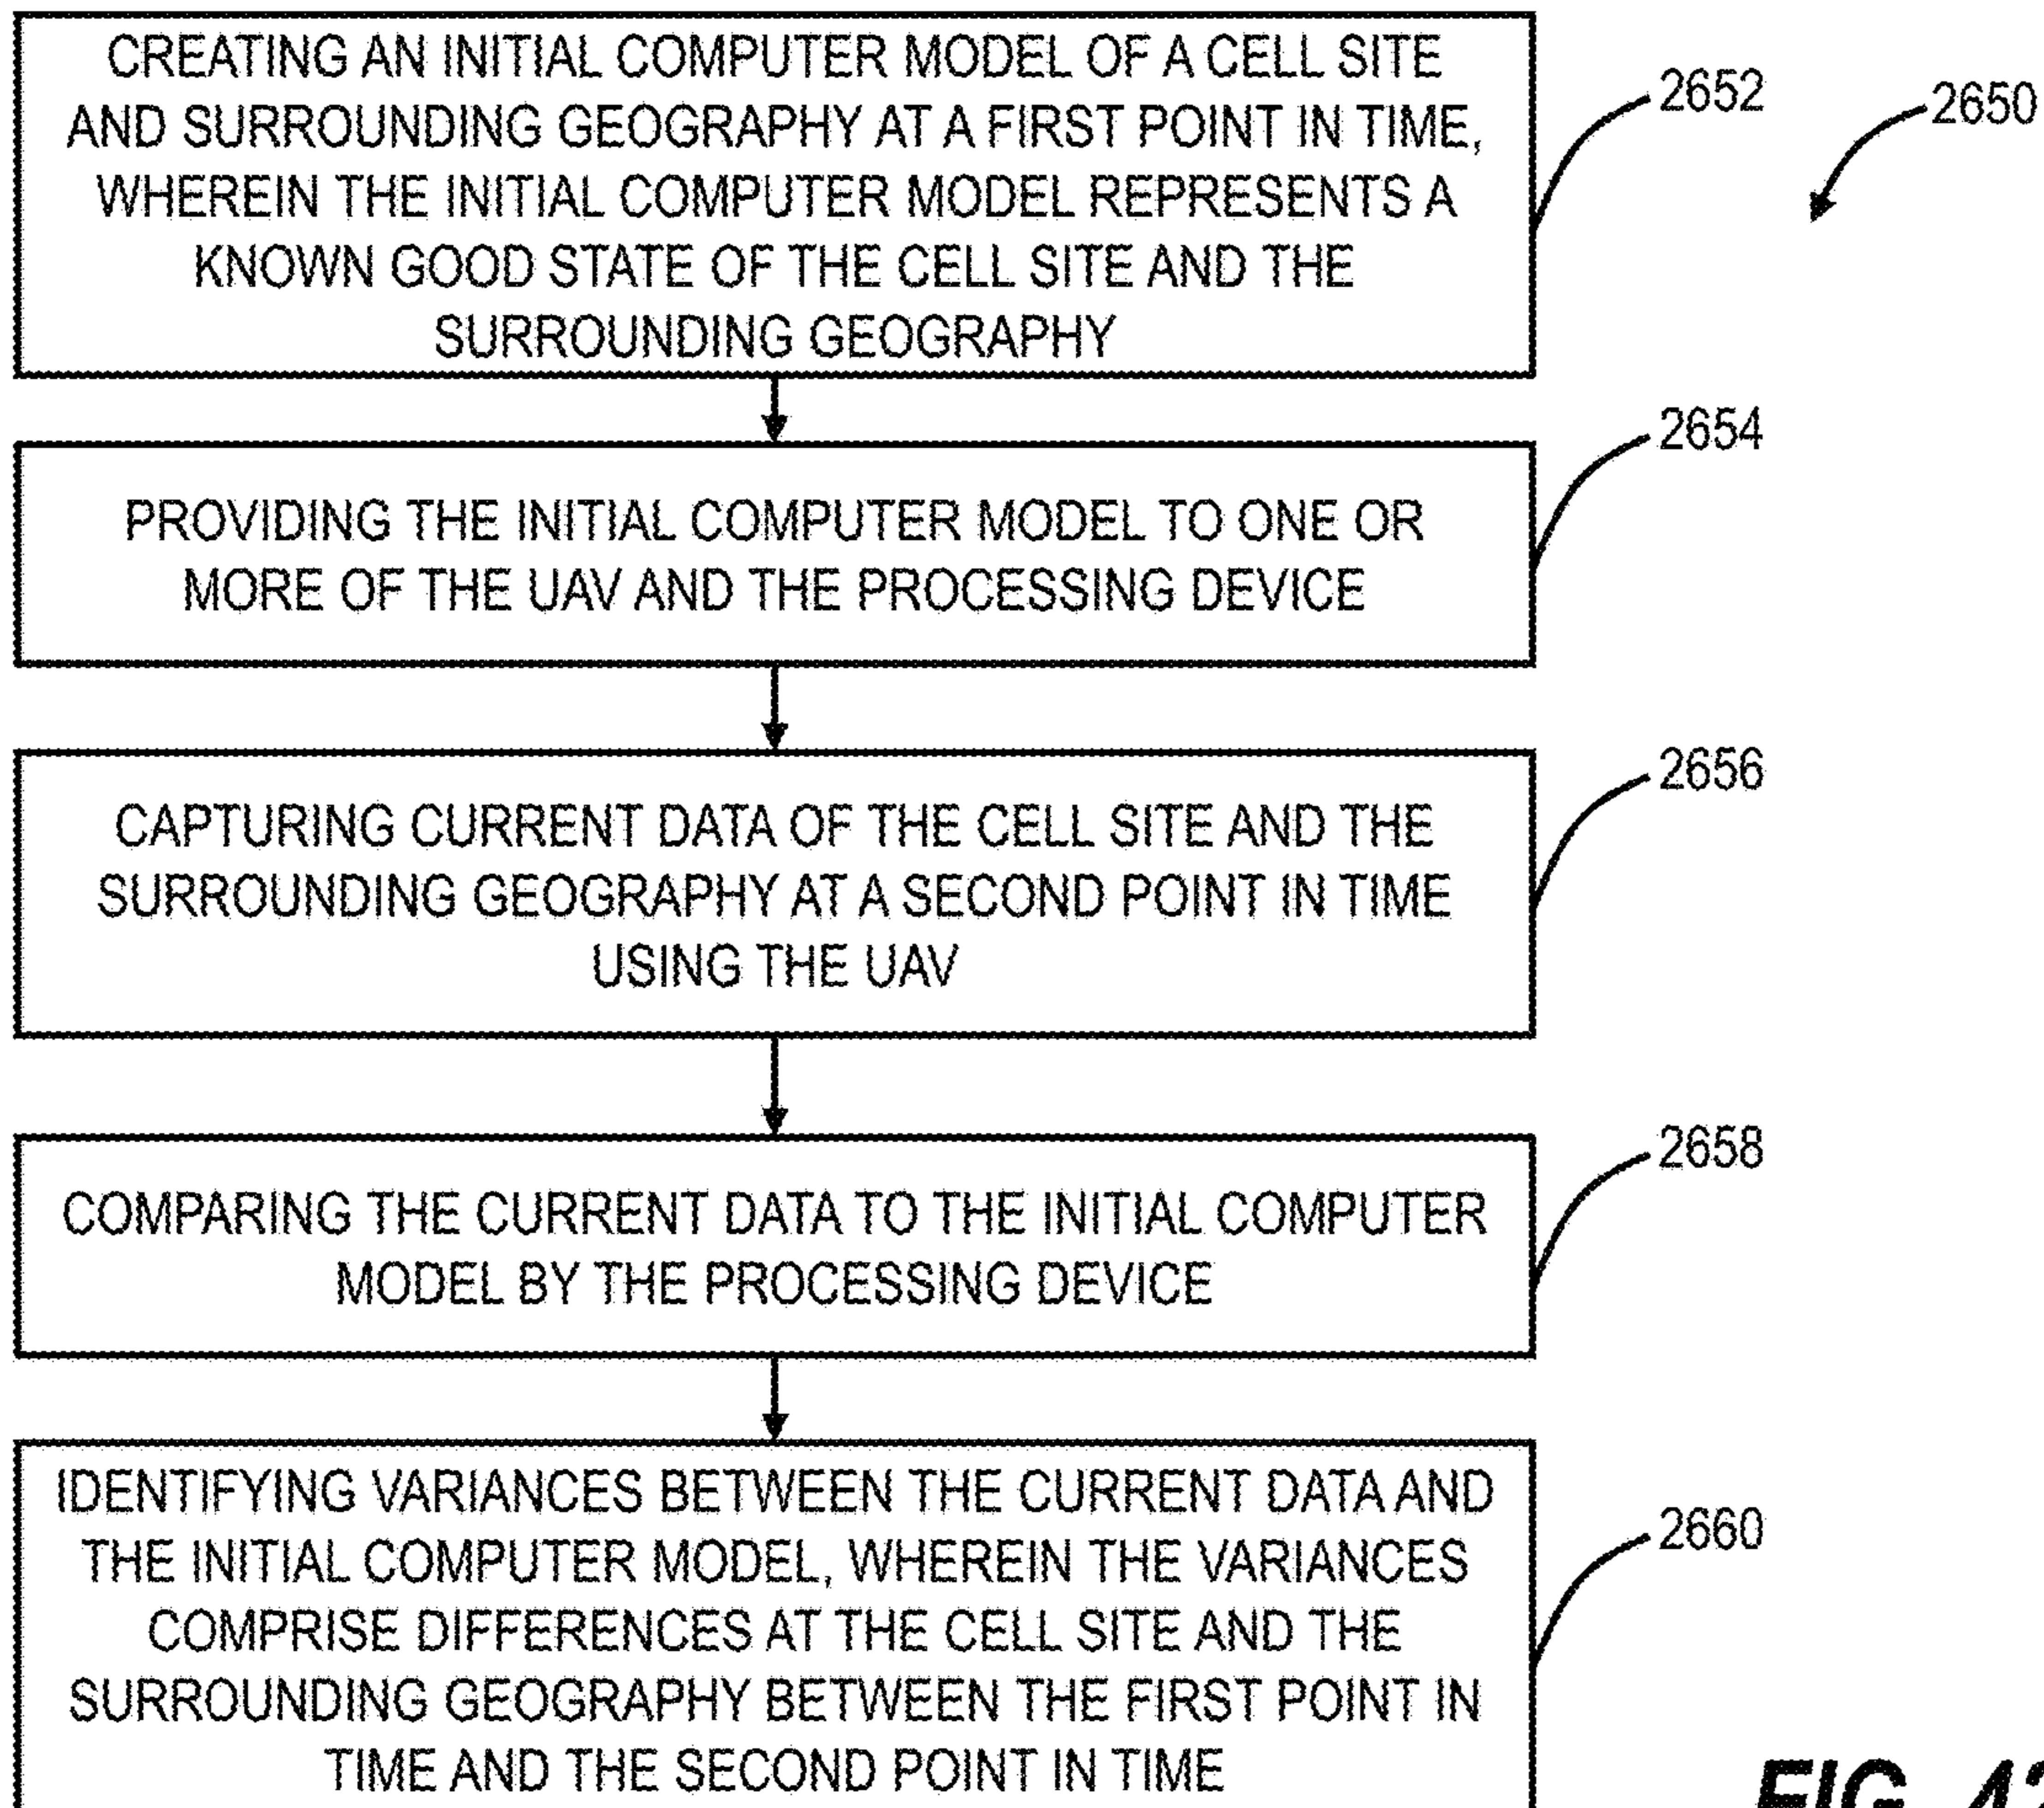 CREATING AN INITIAL COMPUTER MODEL OF A CELL SITE
AND SURROUNDING GEOGRAPHY AT A FIRST POINT IN TIME,
WHEREIN THE INITIAL COMPUTER MODEL REPRESENTS A
KNOWN GOOD STATE OF THE CELL SITE AND THE
SURROUNDING GEOGRAPHY
2652
2650
PROVIDING THE INITIAL COMPUTER MODEL TO ONE OR
MORE OF THE UAV AND THE PROCESSING DEVICE
2654
CAPTURING CURRENT DATA OF THE CELL SITE AND THE
SURROUNDING GEOGRAPHY AT A SECOND POINT IN TIME
USING THE UAV
2656
COMPARING THE CURRENT DATA TO THE INITIAL COMPUTER
MODEL BY THE PROCESSING DEVICE
2658
IDENTIFYING VARIANCES BETWEEN THE CURRENT DATA AND
THE INITIAL COMPUTER MODEL, WHEREIN THE VARIANCES
COMPRISE DIFFERENCES AT THE CELL SITE AND THE
SURROUNDING GEOGRAPHY BETWEEN THE FIRST POINT IN
TIME AND THE SECOND POINT IN TIME
2660
FIG.